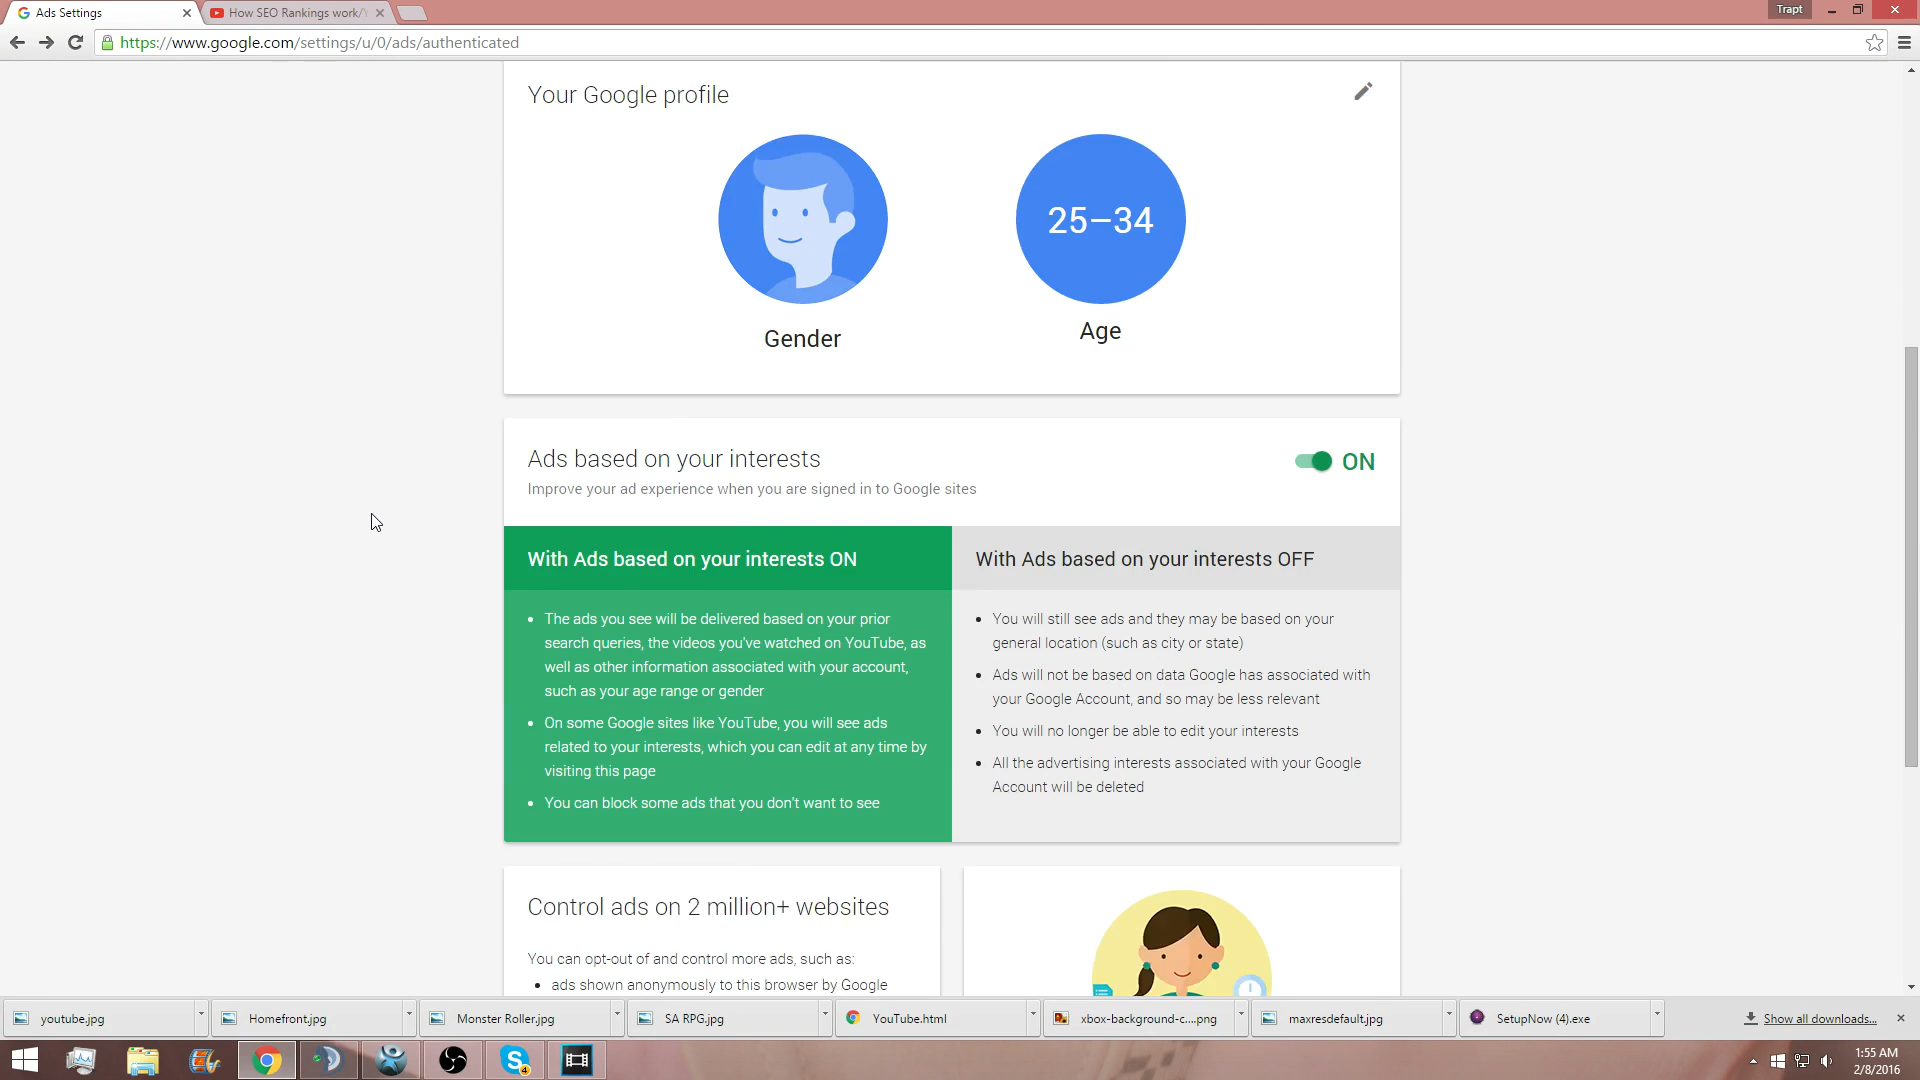 Ads Settings
How SEO Rankings work/
Trapt
https://www.google.com/settings/u/0/ads/authenticated
Your Google profile
25–34
Gender
Age
Ads based on your interests
ON
Improve your ad experience when you are signed in to Google sites
With Ads based on your interests ON
The ads you see will be delivered based on your prior
search queries, the videos you've watched on YouTube, as
well as other information associated with your account,
such as your age range or gender
On some Google sites like YouTube, you will see ads
related to your interests, which you can edit at any time by
visiting this page
You can block some ads that you don't want to see
With Ads based on your interests OFF
You will still see ads and they may be based on your
general location (such as city or state)
Ads will not be based on data Google has associated with
your Google Account, and so may be less relevant
You will no longer be able to edit your interests
All the advertising interests associated with your Google
Account will be deleted
Control ads on 2 million+ websites
You can opt-out of and control more ads, such as:
ads shown anonymously to this browser by Google
youtube.jpg
Homefront.jpg
Monster Roller.jpg
SA RPG.jpg
YouTube.html
xbox-background-c....png
maxresdefault.jpg
SetupNow (4).exe
Show all downloads...
4
1:55 AM
2/8/2016